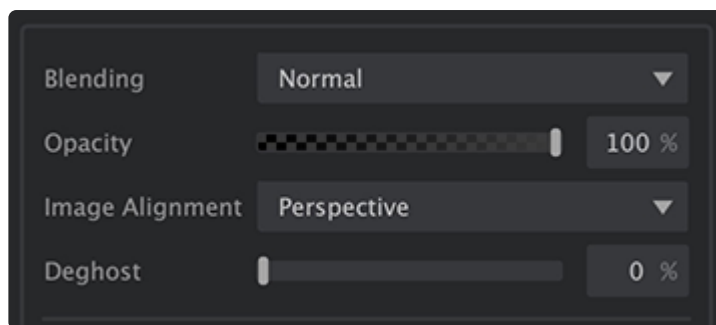 Blending Normal
Opacity 100 %
Image Alignment Perspective
Deghost 0 %